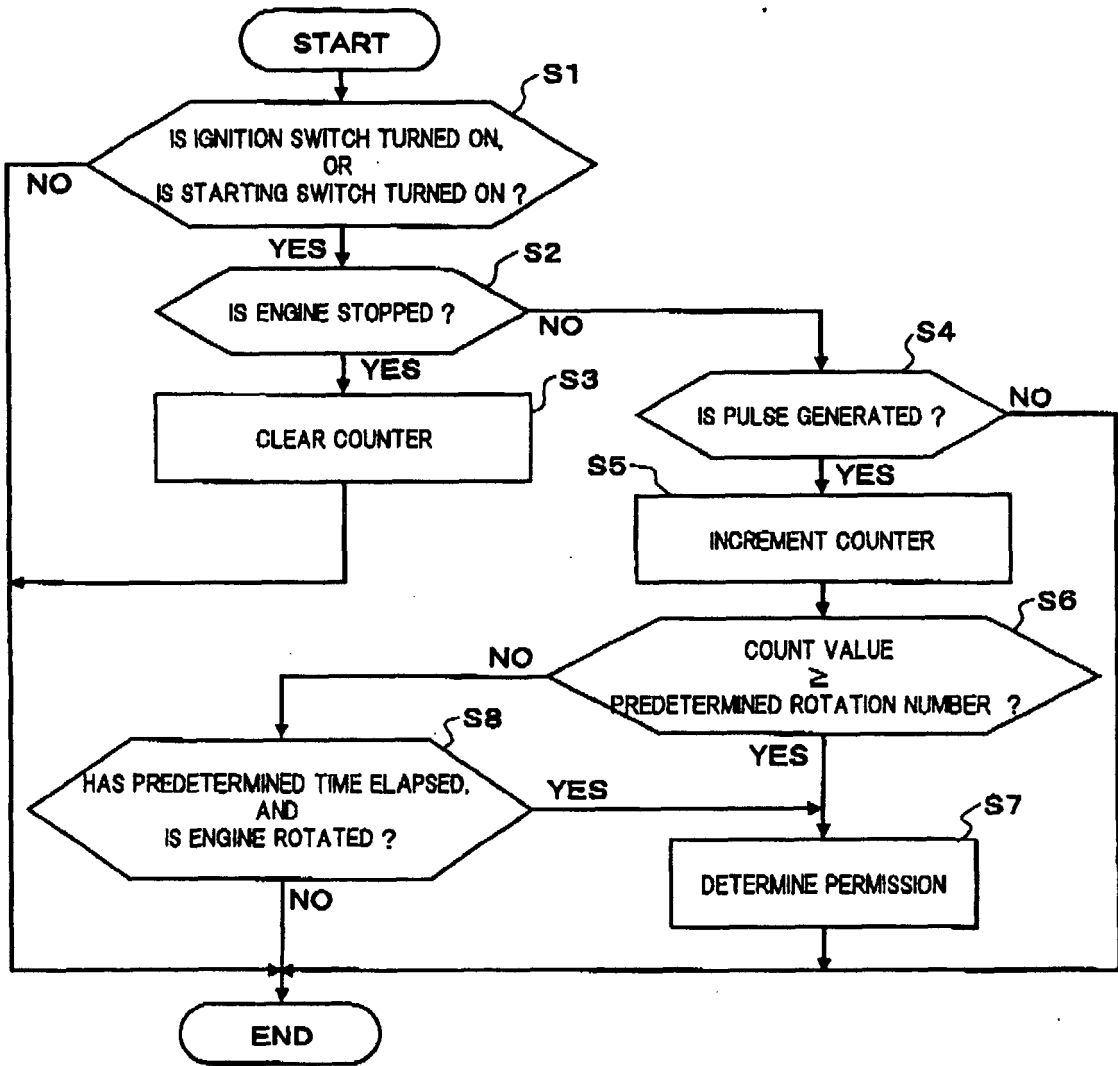 START
S1
IS IGNITION SWITCH TURNED ON,
OR
IS STARTING SWITCH TURNED ON ?
NO
YES
S2
IS ENGINE STOPPED ?
NO
YES
S3
CLEAR COUNTER
S4
IS PULSE GENERATED ?
NO
YES
S5
INCREMENT COUNTER
S6
COUNT VALUE
≧
PREDETERMINED ROTATION NUMBER ?
NO
YES
S8
HAS PREDETERMINED TIME ELAPSED,
AND
IS ENGINE ROTATED ?
YES
NO
S7
DETERMINE PERMISSION
END